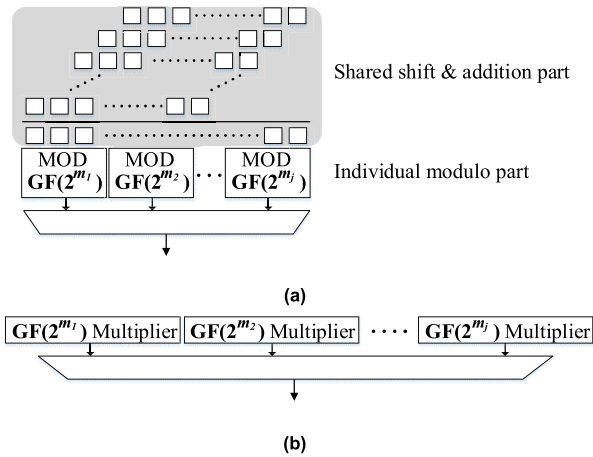 Shared shift & addition part
MOD GF(2^m1) MOD GF(2^m2) ··· MOD GF(2^mj)
Individual modulo part
(a)
GF(2^m1) Multiplier GF(2^m2) Multiplier ···· GF(2^mj) Multiplier
(b)